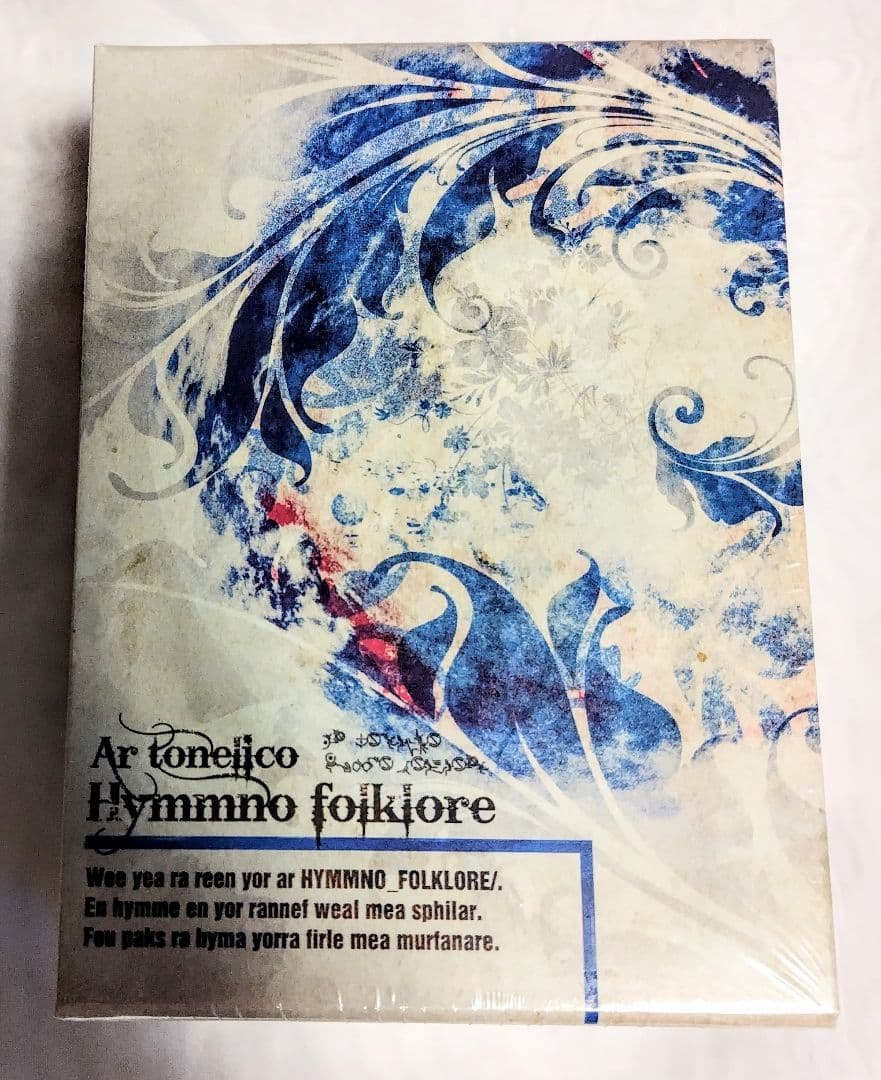 Ar tonelico
Hymmno folklore
Wee yea ra reen yor ar HYMMNO_FOLKLORE/.
En hymme en yor rannef weal mea sphilar.
Fou paks ra hyma yorra firle mea murfanare.